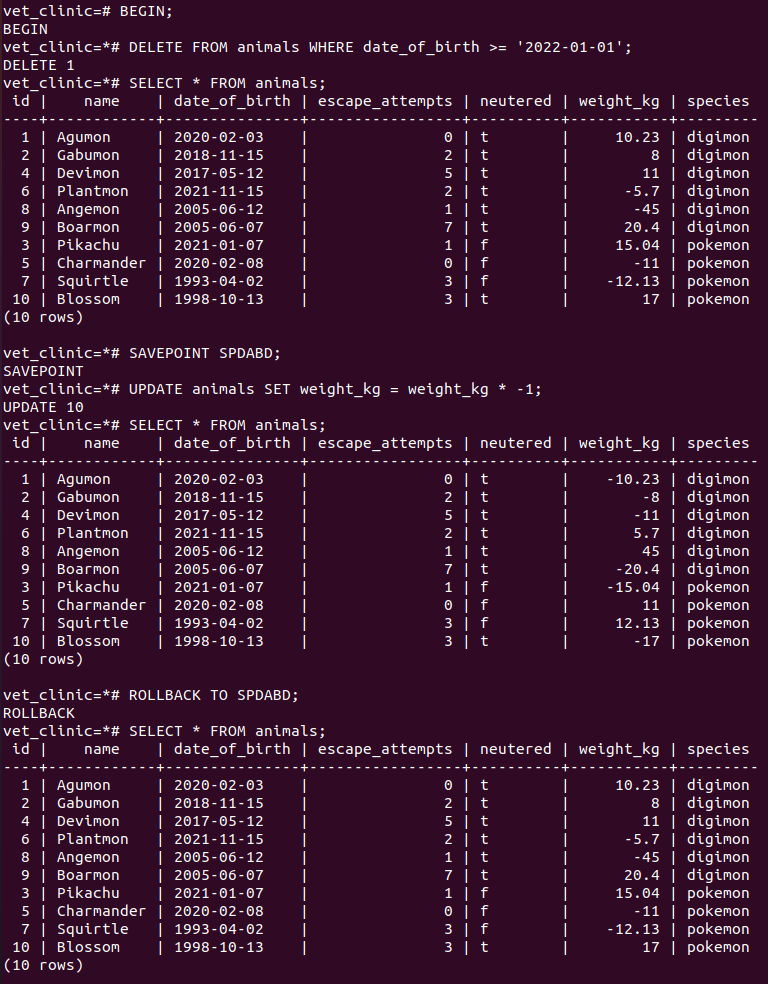 vet_clinic=# BEGIN;
BEGIN
vet_clinic=*# DELETE FROM animals WHERE date_of_birth >= '2022-01-01';
DELETE 1
vet_clinic=*# SELECT * FROM animals;
 id |    name    | date_of_birth | escape_attempts | neutered | weight_kg | species
----+------------+---------------+-----------------+----------+-----------+---------
  1 | Agumon     | 2020-02-03    |               0 | t        |     10.23 | digimon
  2 | Gabumon    | 2018-11-15    |               2 | t        |         8 | digimon
  4 | Devimon    | 2017-05-12    |               5 | t        |        11 | digimon
  6 | Plantmon   | 2021-11-15    |               2 | t        |      -5.7 | digimon
  8 | Angemon    | 2005-06-12    |               1 | t        |       -45 | digimon
  9 | Boarmon    | 2005-06-07    |               7 | t        |      20.4 | digimon
  3 | Pikachu    | 2021-01-07    |               1 | f        |     15.04 | pokemon
  5 | Charmander | 2020-02-08    |               0 | f        |       -11 | pokemon
  7 | Squirtle   | 1993-04-02    |               3 | f        |    -12.13 | pokemon
 10 | Blossom    | 1998-10-13    |               3 | t        |        17 | pokemon
(10 rows)

vet_clinic=*# SAVEPOINT SPDABD;
SAVEPOINT
vet_clinic=*# UPDATE animals SET weight_kg = weight_kg * -1;
UPDATE 10
vet_clinic=*# SELECT * FROM animals;
 id |    name    | date_of_birth | escape_attempts | neutered | weight_kg | species
----+------------+---------------+-----------------+----------+-----------+---------
  1 | Agumon     | 2020-02-03    |               0 | t        |    -10.23 | digimon
  2 | Gabumon    | 2018-11-15    |               2 | t        |        -8 | digimon
  4 | Devimon    | 2017-05-12    |               5 | t        |       -11 | digimon
  6 | Plantmon   | 2021-11-15    |               2 | t        |       5.7 | digimon
  8 | Angemon    | 2005-06-12    |               1 | t        |        45 | digimon
  9 | Boarmon    | 2005-06-07    |               7 | t        |     -20.4 | digimon
  3 | Pikachu    | 2021-01-07    |               1 | f        |    -15.04 | pokemon
  5 | Charmander | 2020-02-08    |               0 | f        |        11 | pokemon
  7 | Squirtle   | 1993-04-02    |               3 | f        |     12.13 | pokemon
 10 | Blossom    | 1998-10-13    |               3 | t        |       -17 | pokemon
(10 rows)

vet_clinic=*# ROLLBACK TO SPDABD;
ROLLBACK
vet_clinic=*# SELECT * FROM animals;
 id |    name    | date_of_birth | escape_attempts | neutered | weight_kg | species
----+------------+---------------+-----------------+----------+-----------+---------
  1 | Agumon     | 2020-02-03    |               0 | t        |     10.23 | digimon
  2 | Gabumon    | 2018-11-15    |               2 | t        |         8 | digimon
  4 | Devimon    | 2017-05-12    |               5 | t        |        11 | digimon
  6 | Plantmon   | 2021-11-15    |               2 | t        |      -5.7 | digimon
  8 | Angemon    | 2005-06-12    |               1 | t        |       -45 | digimon
  9 | Boarmon    | 2005-06-07    |               7 | t        |      20.4 | digimon
  3 | Pikachu    | 2021-01-07    |               1 | f        |     15.04 | pokemon
  5 | Charmander | 2020-02-08    |               0 | f        |       -11 | pokemon
  7 | Squirtle   | 1993-04-02    |               3 | f        |    -12.13 | pokemon
 10 | Blossom    | 1998-10-13    |               3 | t        |        17 | pokemon
(10 rows)